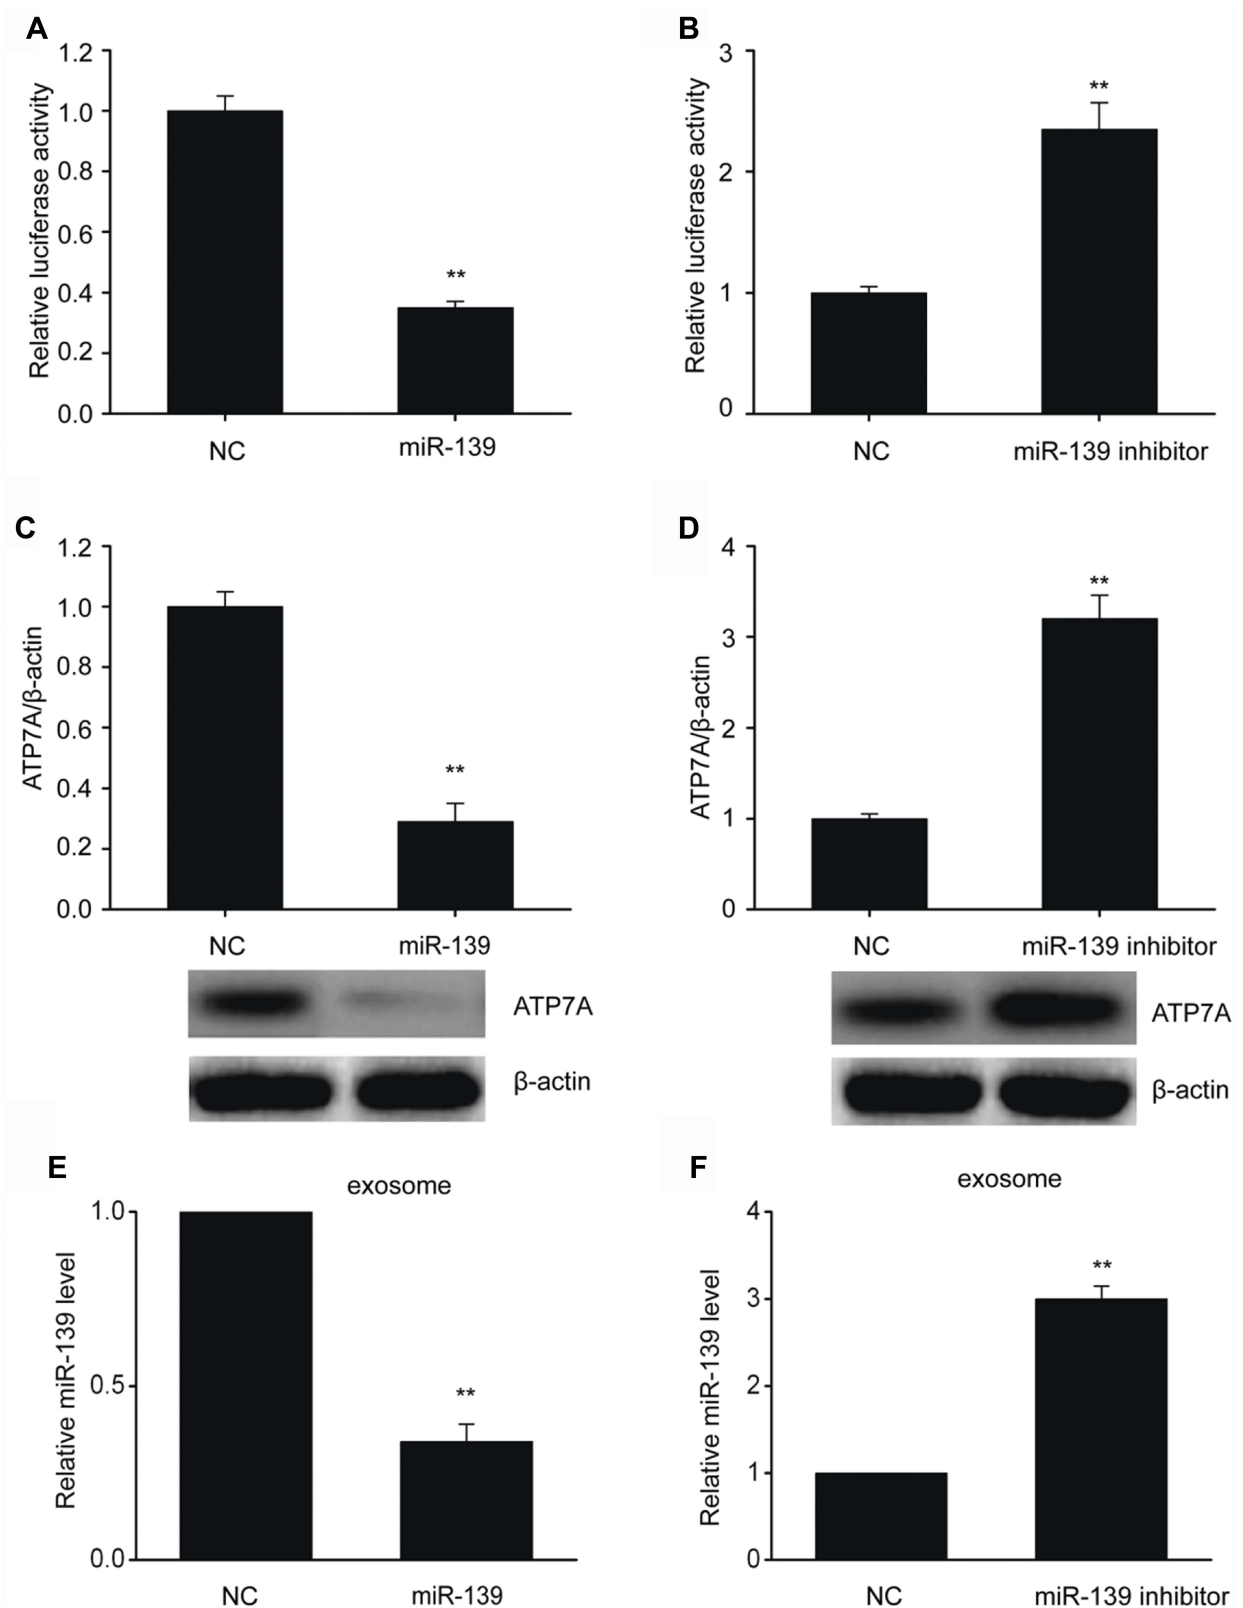 A
Relative luciferase activity
1.2
1.0
0.8
0.6
0.4
0.2
0.0
**
NC
miR-139
B
Relative luciferase activity
3
2
1
0
**
NC
miR-139 inhibitor
C
ATP7A/β-actin
1.2
1.0
0.8
0.6
0.4
0.2
0.0
**
NC
miR-139
ATP7A
β-actin
D
ATP7A/β-actin
4
3
2
1
0
**
NC
miR-139 inhibitor
ATP7A
β-actin
E
exosome
Relative miR-139 level
1.0
0.5
0.0
**
NC
miR-139
F
exosome
Relative miR-139 level
4
3
2
1
0
**
NC
miR-139 inhibitor